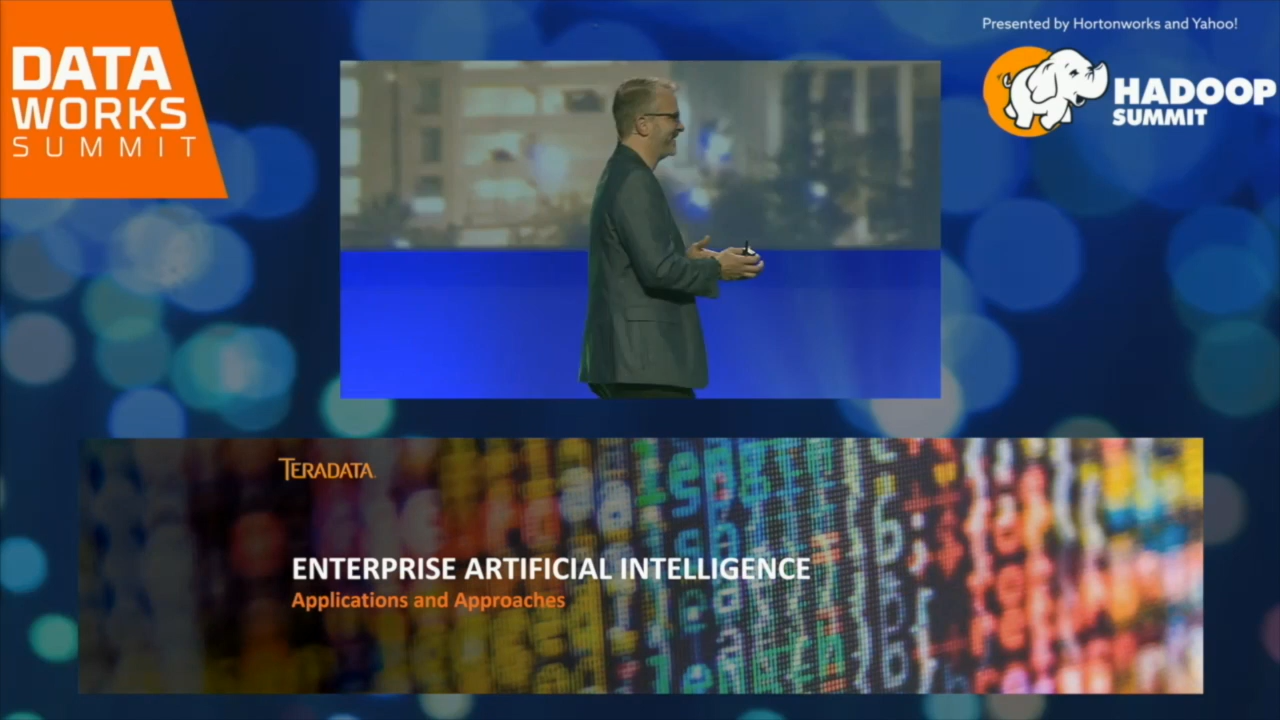 Presented by Hortonworks and Yahoo!
DATA
WORKS
SUMMIT
HADOOP
SUMMIT
TERADATA
ENTERPRISE ARTIFICIAL INTELLIGENCE
Applications and Approaches